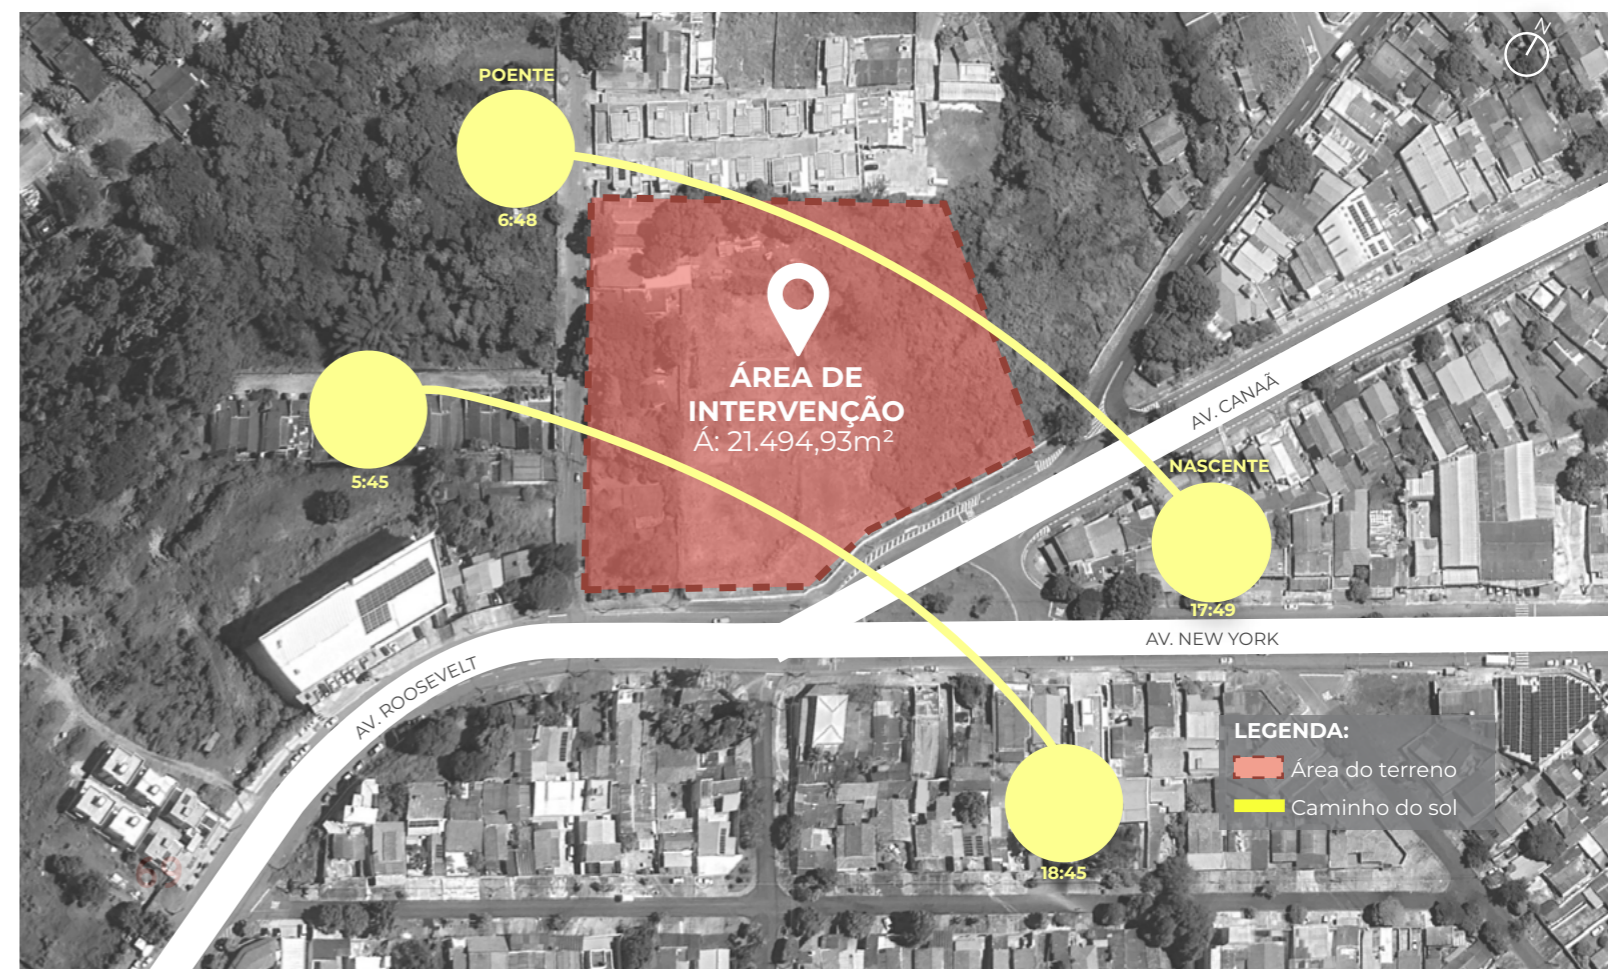 N
POENTE
6:48
ÁREA DE
INTERVENÇÃO
Á: 21.494,93m²
AV. CANAÃ
NASCENTE
5:45
17:49
AV. NEW YORK
AV. ROOSEVELT
LEGENDA:
Área do terreno
Caminho do sol
18:45